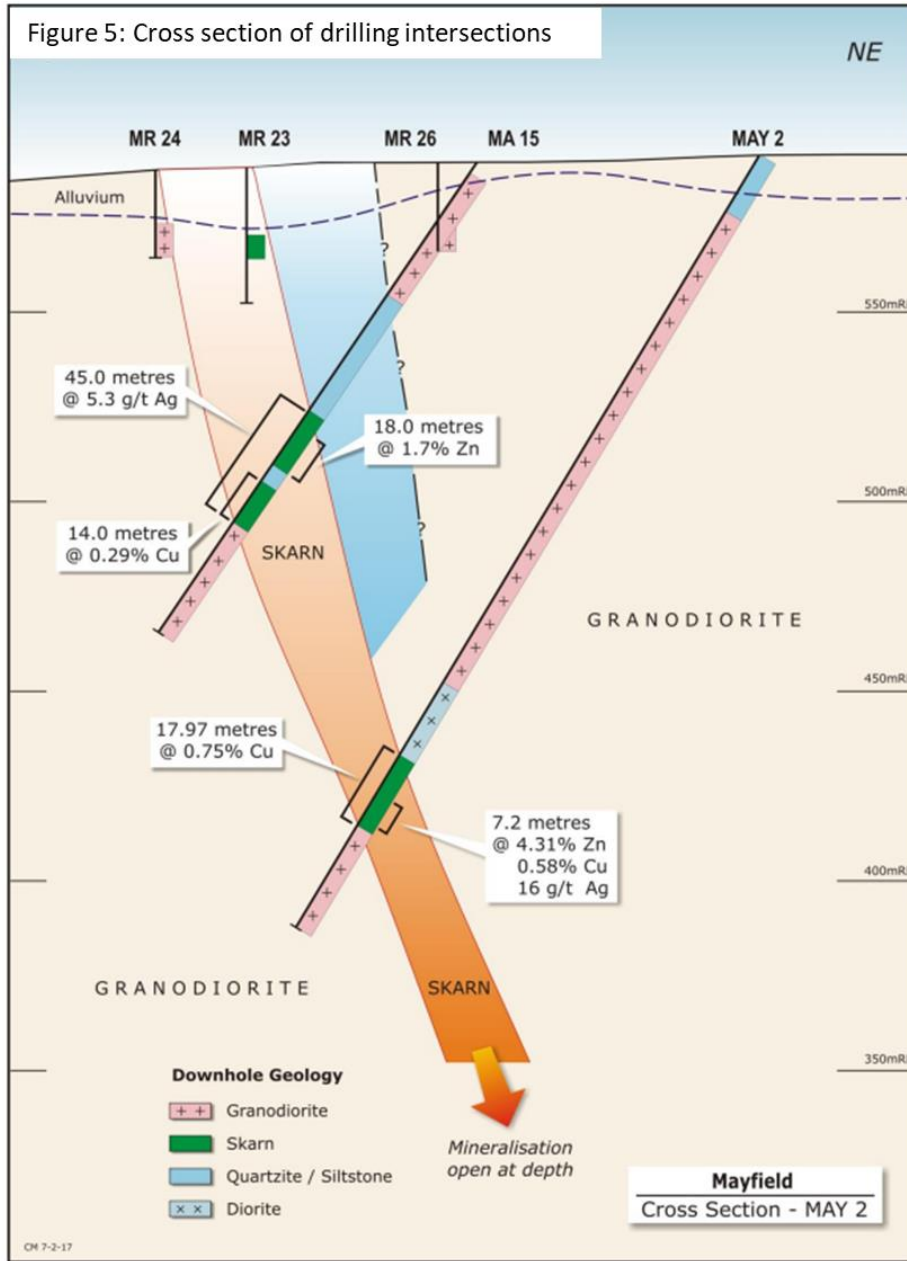 Figure 5: Cross section of drilling intersections
NE
MR 24
MR 23
MR 26
MA 15
MAY 2
Alluvium
?
550mRl
45.0 metres
@ 5.3 g/t Ag
?
18.0 metres
@ 1.7% Zn
500mRl
14.0 metres
@ 0.29% Cu
?
SKARN
GRANODIORITE
450mRl
17.97 metres
@ 0.75% Cu
7.2 metres
@ 4.31% Zn
0.58% Cu
16 g/t Ag
400mRl
GRANODIORITE
SKARN
350mRl
Downhole Geology
Granodiorite
Skarn
Quartzite / Siltstone
Diorite
Mineralisation
open at depth
Mayfield
Cross Section - MAY 2
CM 7-2-17